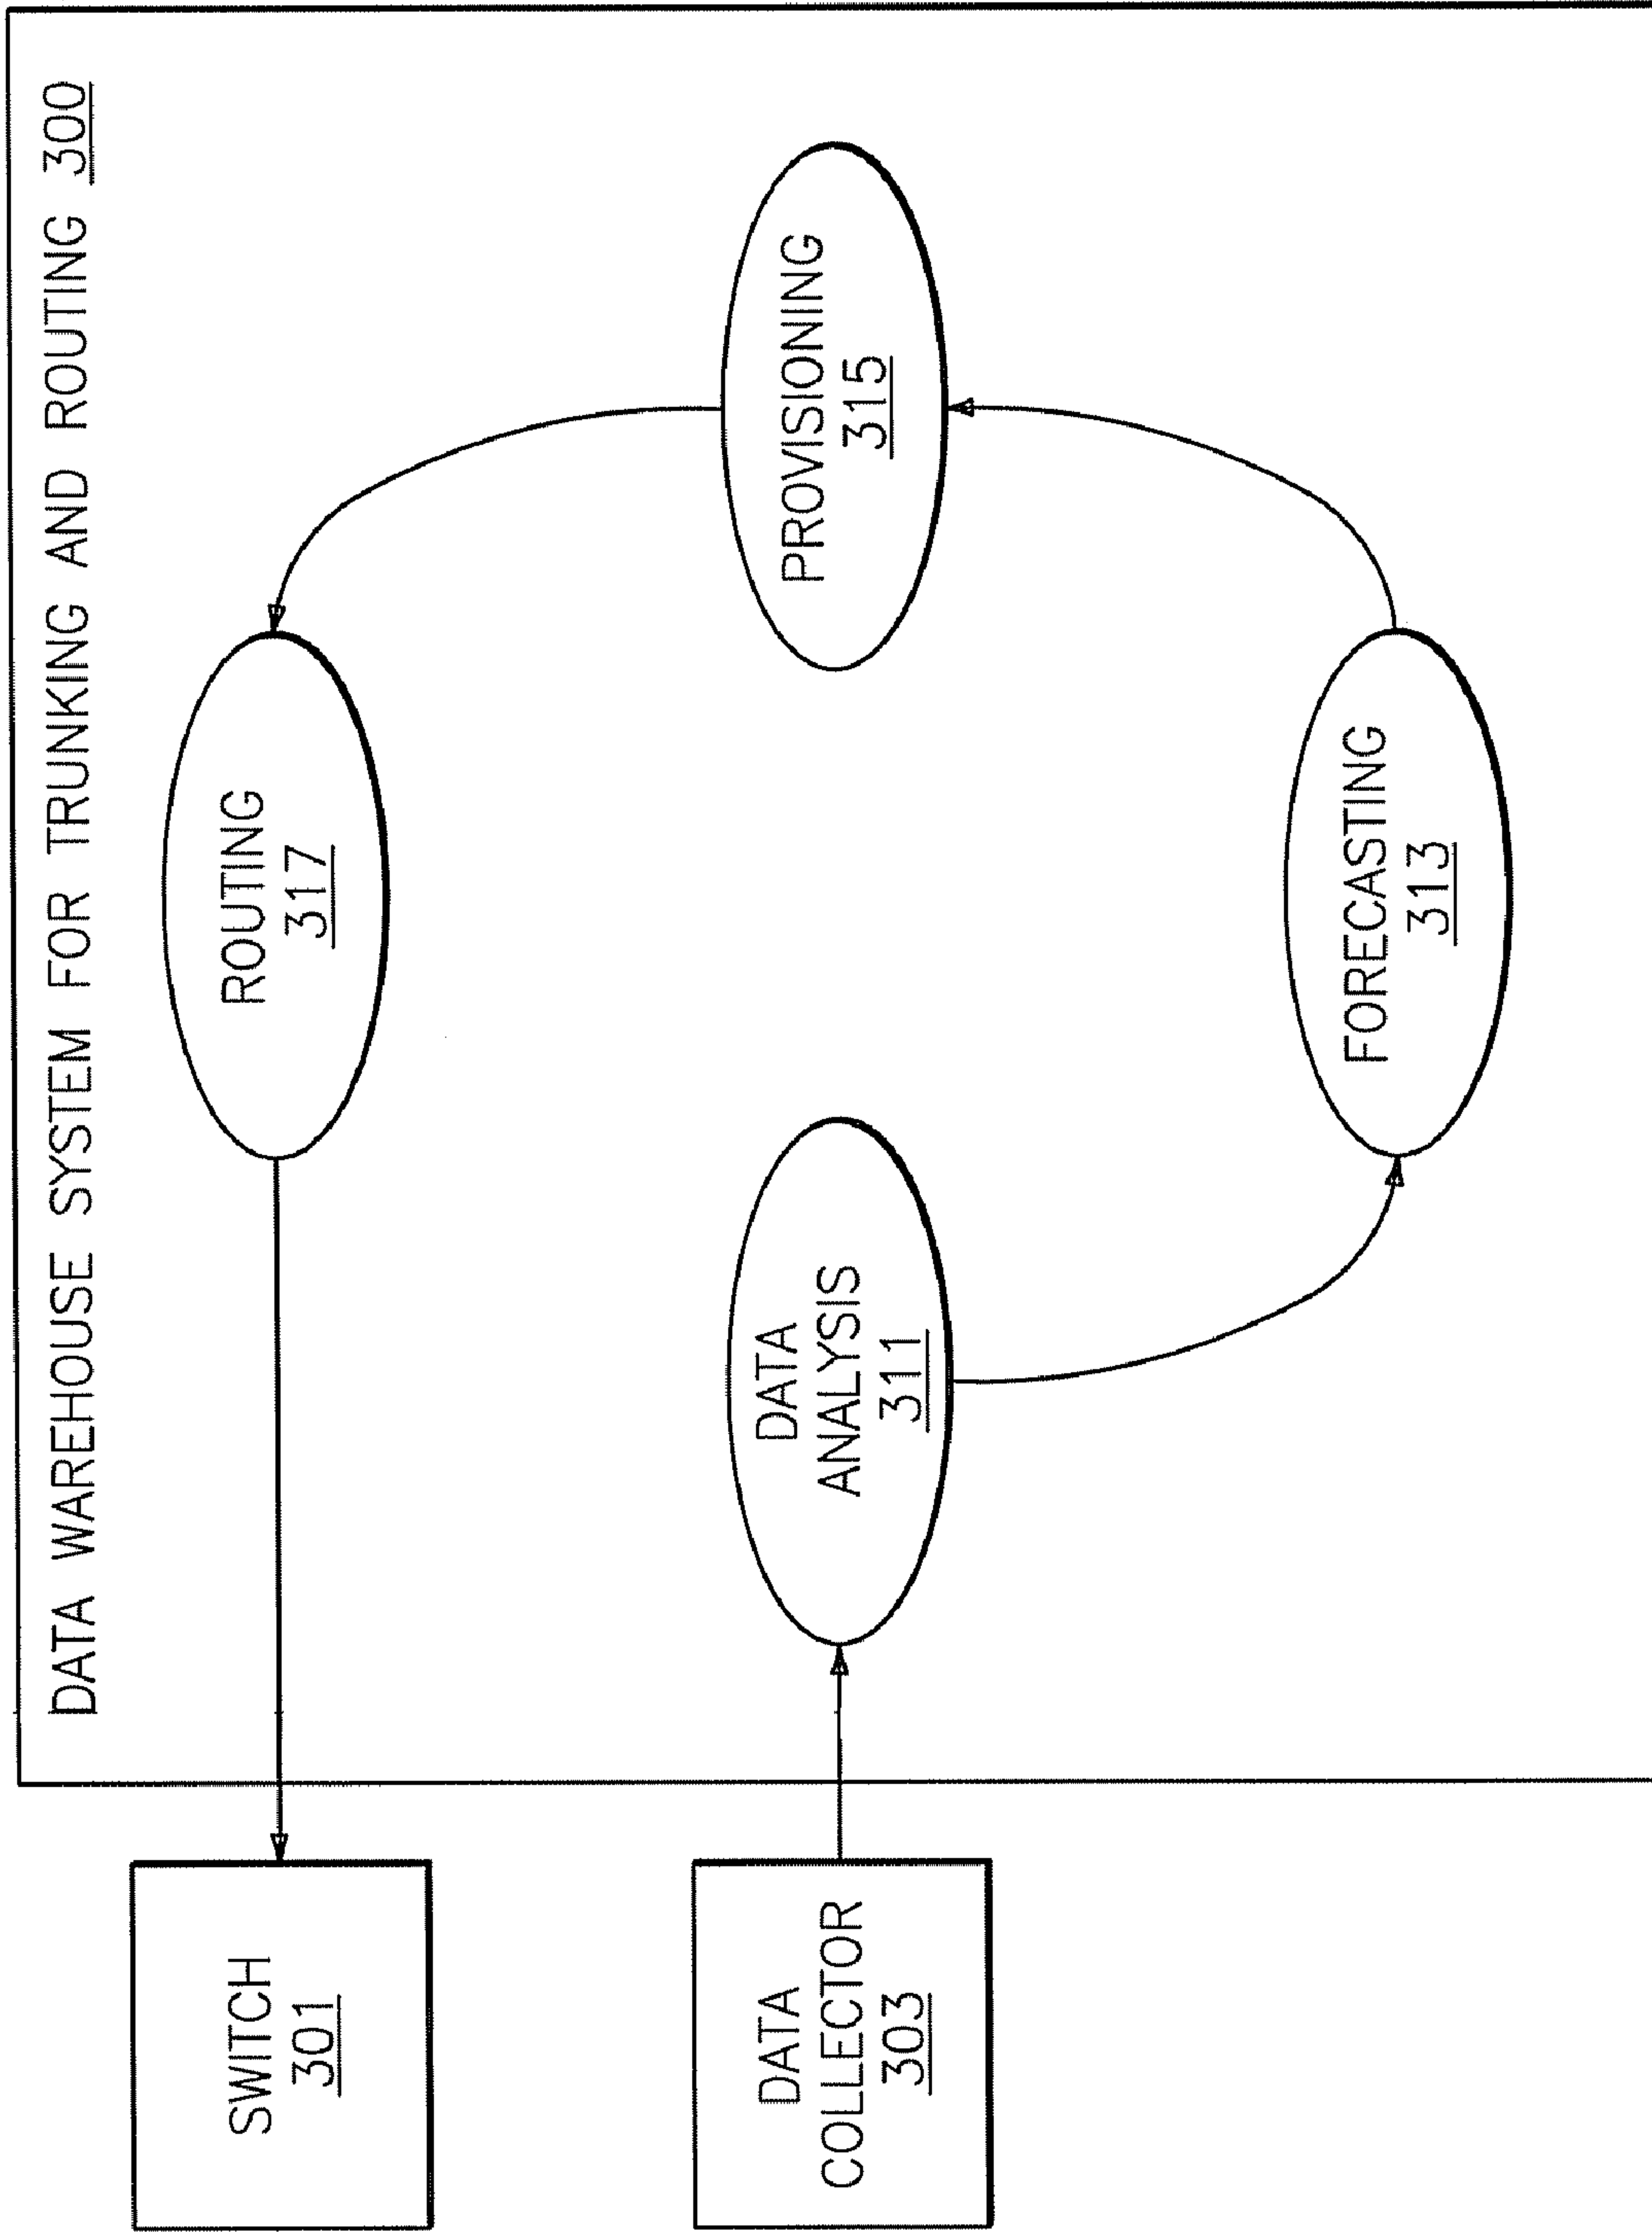 DATA WAREHOUSE SYSTEM FOR TRUNKING AND ROUTING 300
SWITCH
301
ROUTING
317
DATA
COLLECTOR
303
DATA
ANALYSIS
311
PROVISIONING
315
FORECASTING
313